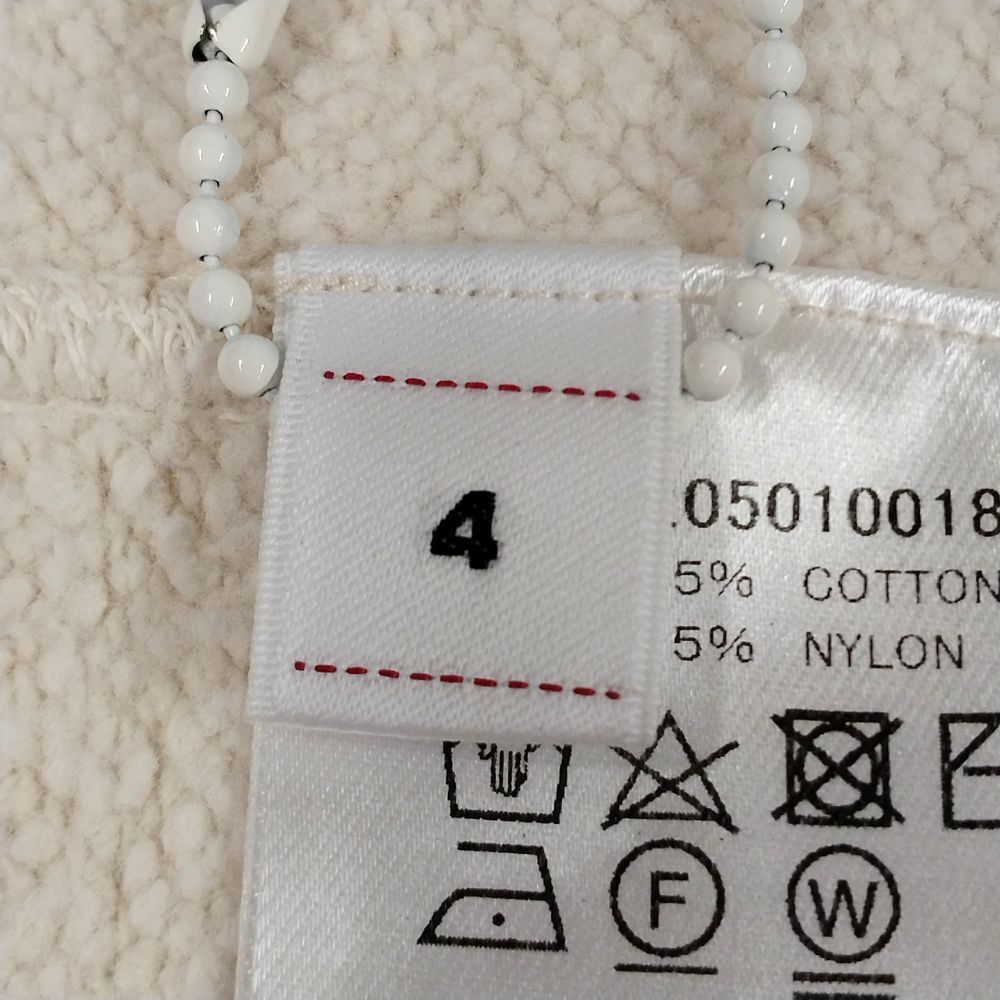 4
.05010018
5% COTTON
5% NYLON
F W